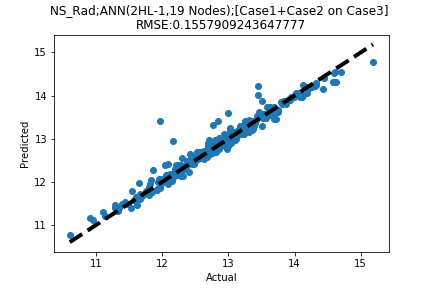 NS_Rad;ANN(2HL-1,19 Nodes);[Case1+Case2 on Case3]
RMSE:0.1557909243647777
15
14
13
12
11
Predicted
11 12 13 14 15
Actual